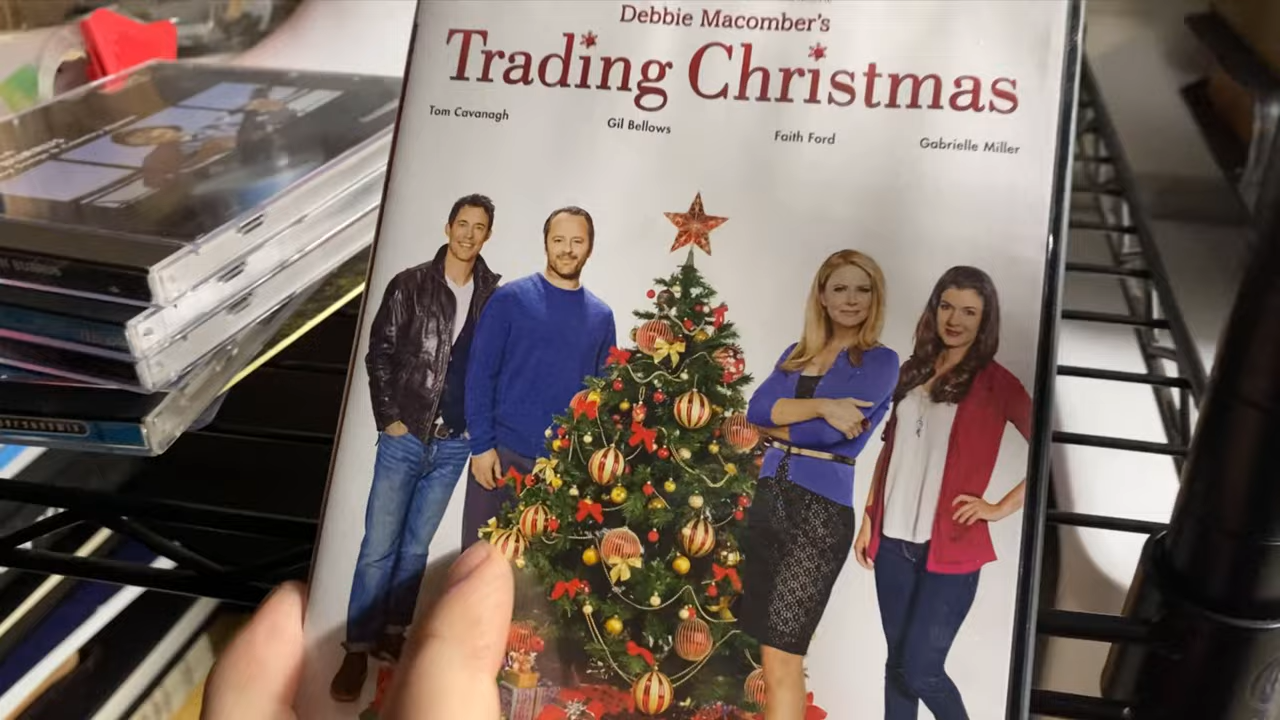 Debbie Macomber's
Trading Christmas
Tom Cavanagh
Gil Bellows
Faith Ford
Gabrielle Miller